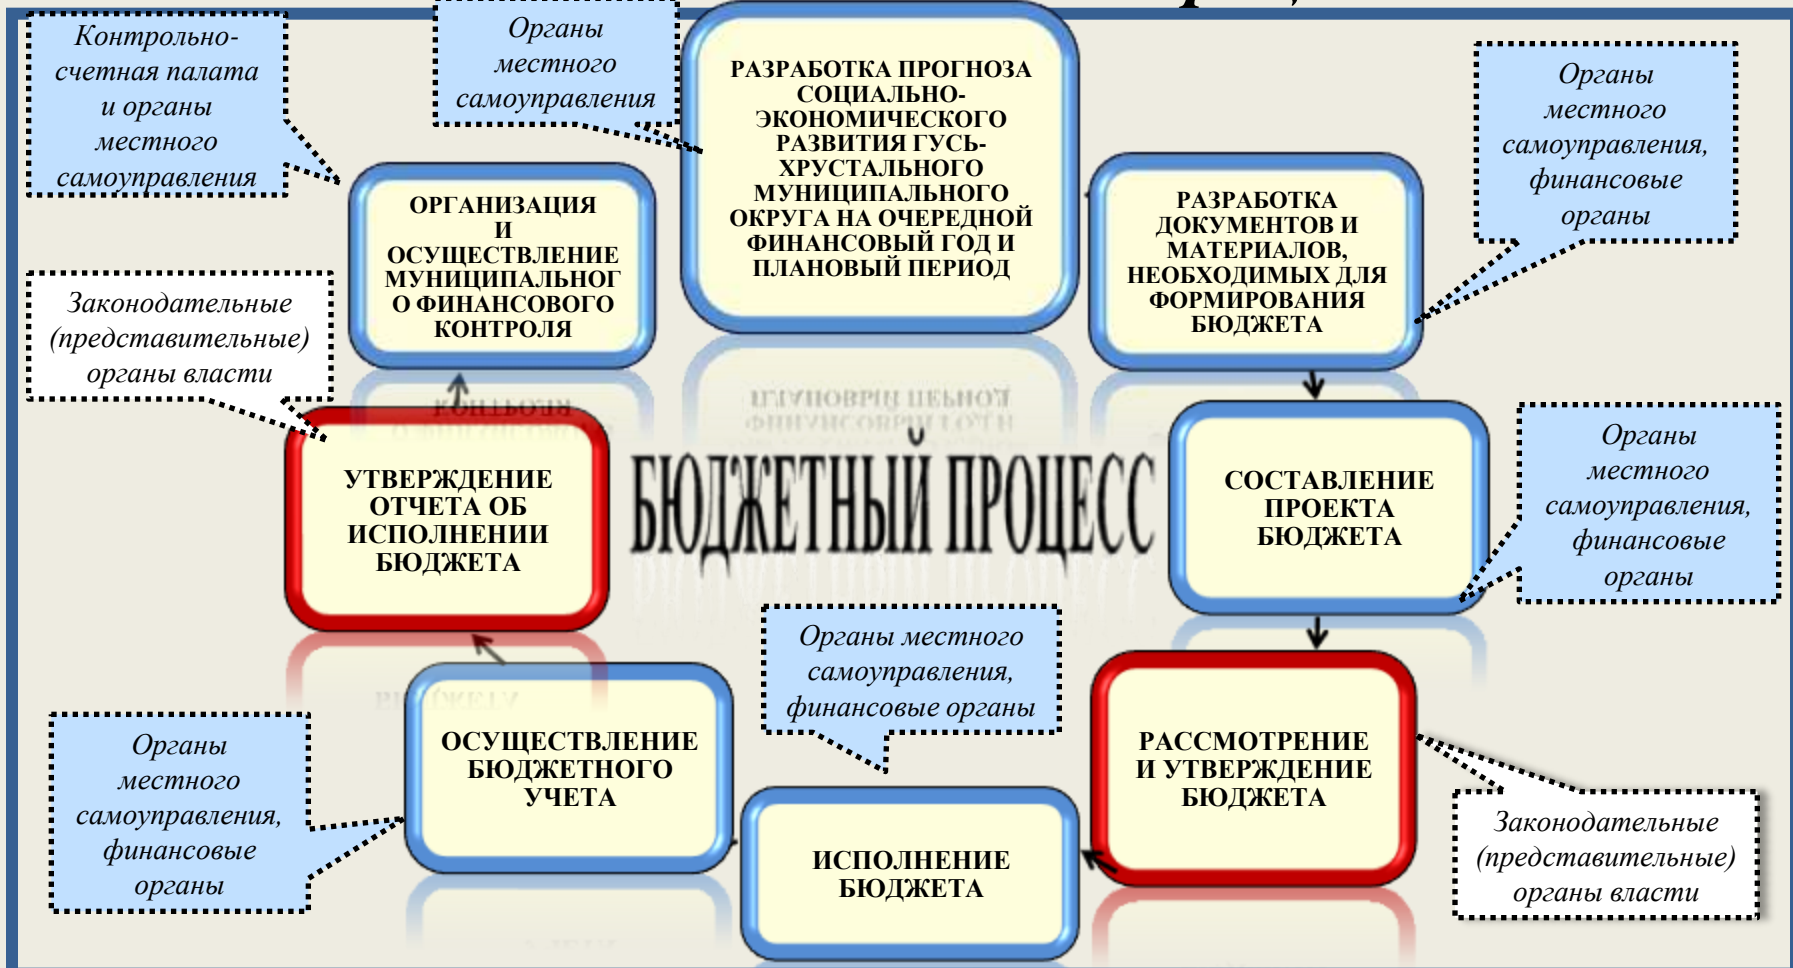 Контрольно-
счетная палата
и органы
местного
самоуправления
Органы
местного
самоуправления
РАЗРАБОТКА ПРОГНОЗА
СОЦИАЛЬНО-
ЭКОНОМИЧЕСКОГО
РАЗВИТИЯ ГУСЬ-
ХРУСТАЛЬНОГО
МУНИЦИПАЛЬНОГО
ОКРУГА НА ОЧЕРЕДНОЙ
ФИНАНСОВЫЙ ГОД И
ПЛАНОВЫЙ ПЕРИОД
Органы
местного
самоуправления,
финансовые
органы
ОРГАНИЗАЦИЯ
И
ОСУЩЕСТВЛЕНИЕ
МУНИЦИПАЛЬНОГ
О ФИНАНСОВОГО
КОНТРОЛЯ
РАЗРАБОТКА
ДОКУМЕНТОВ И
МАТЕРИАЛОВ,
НЕОБХОДИМЫХ ДЛЯ
ФОРМИРОВАНИЯ
БЮДЖЕТА
Законодательные
(представительные)
органы власти
УТВЕРЖДЕНИЕ
ОТЧЕТА ОБ
ИСПОЛНЕНИИ
БЮДЖЕТА
БЮДЖЕТНЫЙ ПРОЦЕСС
СОСТАВЛЕНИЕ
ПРОЕКТА
БЮДЖЕТА
Органы
местного
самоуправления,
финансовые
органы
Органы местного
самоуправления,
финансовые органы
Органы
местного
самоуправления,
финансовые
органы
ОСУЩЕСТВЛЕНИЕ
БЮДЖЕТНОГО
УЧЕТА
ИСПОЛНЕНИЕ
БЮДЖЕТА
РАССМОТРЕНИЕ
И УТВЕРЖДЕНИЕ
БЮДЖЕТА
Законодательные
(представительные)
органы власти